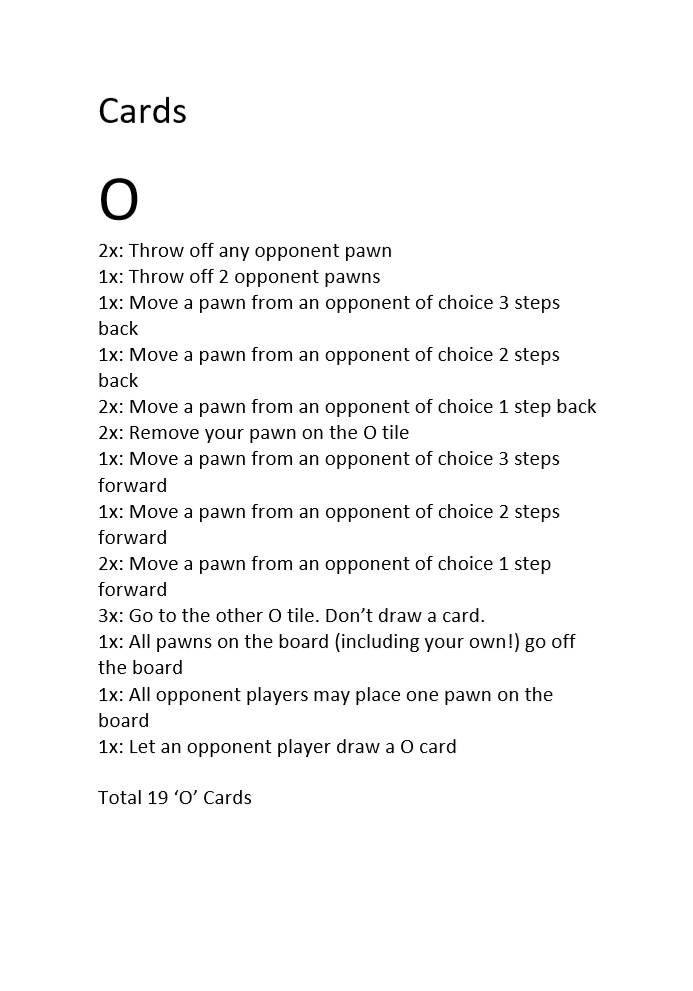 Cards
O
2x: Throw off any opponent pawn
1x: Throw off 2 opponent pawns
1x: Move a pawn from an opponent of choice 3 steps
back
1x: Move a pawn from an opponent of choice 2 steps
back
2x: Move a pawn from an opponent of choice 1 step back
2x: Remove your pawn on the O tile
1x: Move a pawn from an opponent of choice 3 steps
forward
1x: Move a pawn from an opponent of choice 2 steps
forward
2x: Move a pawn from an opponent of choice 1 step
forward
3x: Go to the other O tile. Don’t draw a card.
1x: All pawns on the board (including your own!) go off
the board
1x: All opponent players may place one pawn on the
board
1x: Let an opponent player draw a O card
Total 19 ‘O’ Cards